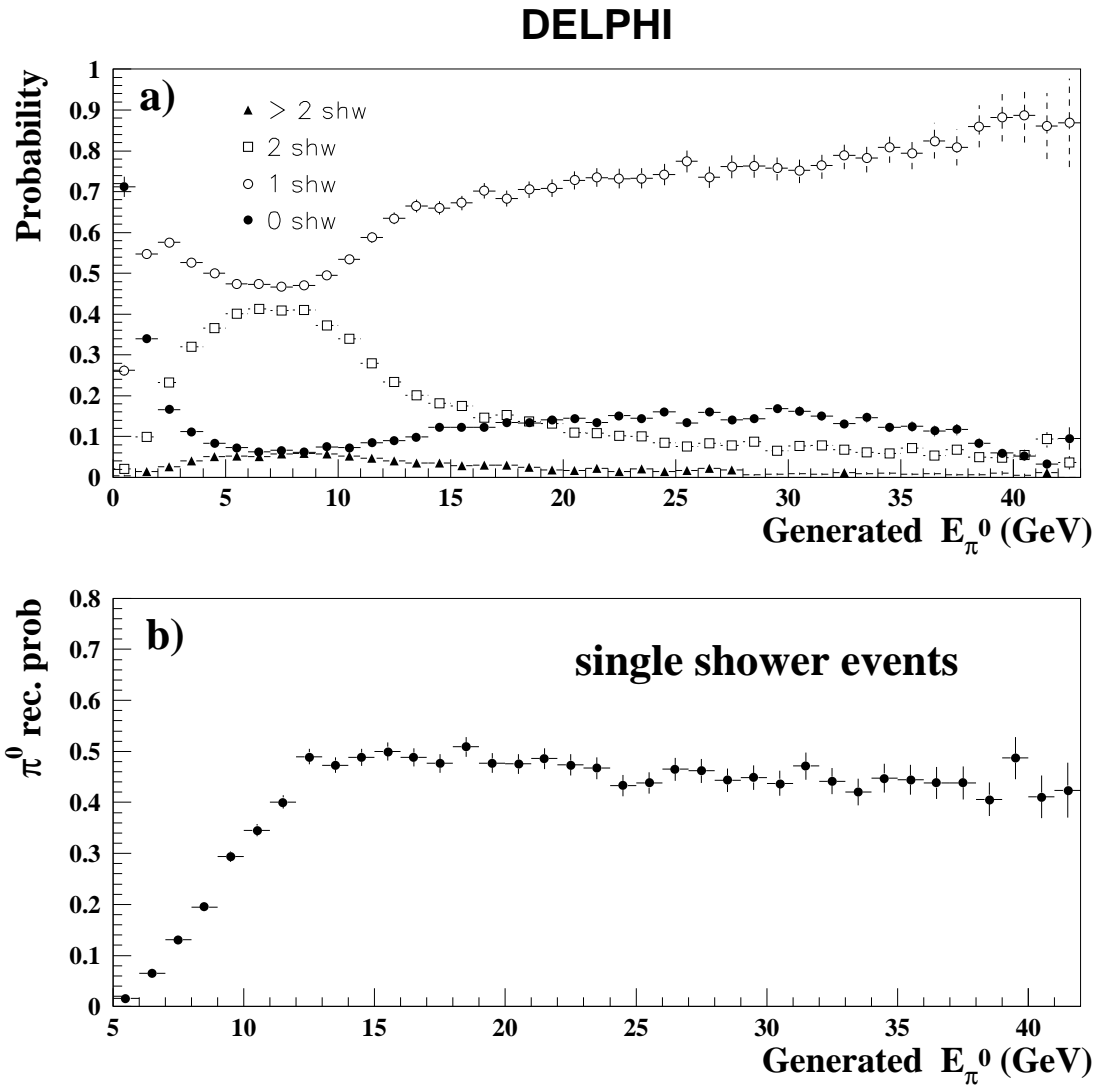 DELPHI
Probability
a)
> 2 shw
2 shw
1 shw
0 shw
1
0.9
0.8
0.7
0.6
0.5
0.4
0.3
0.2
0.1
0
0 5 10 15 20 25 30 35 40
Generated E_π⁰ (GeV)
π⁰ rec. prob
b)
single shower events
0.8
0.7
0.6
0.5
0.4
0.3
0.2
0.1
0
5 10 15 20 25 30 35 40
Generated E_π⁰ (GeV)